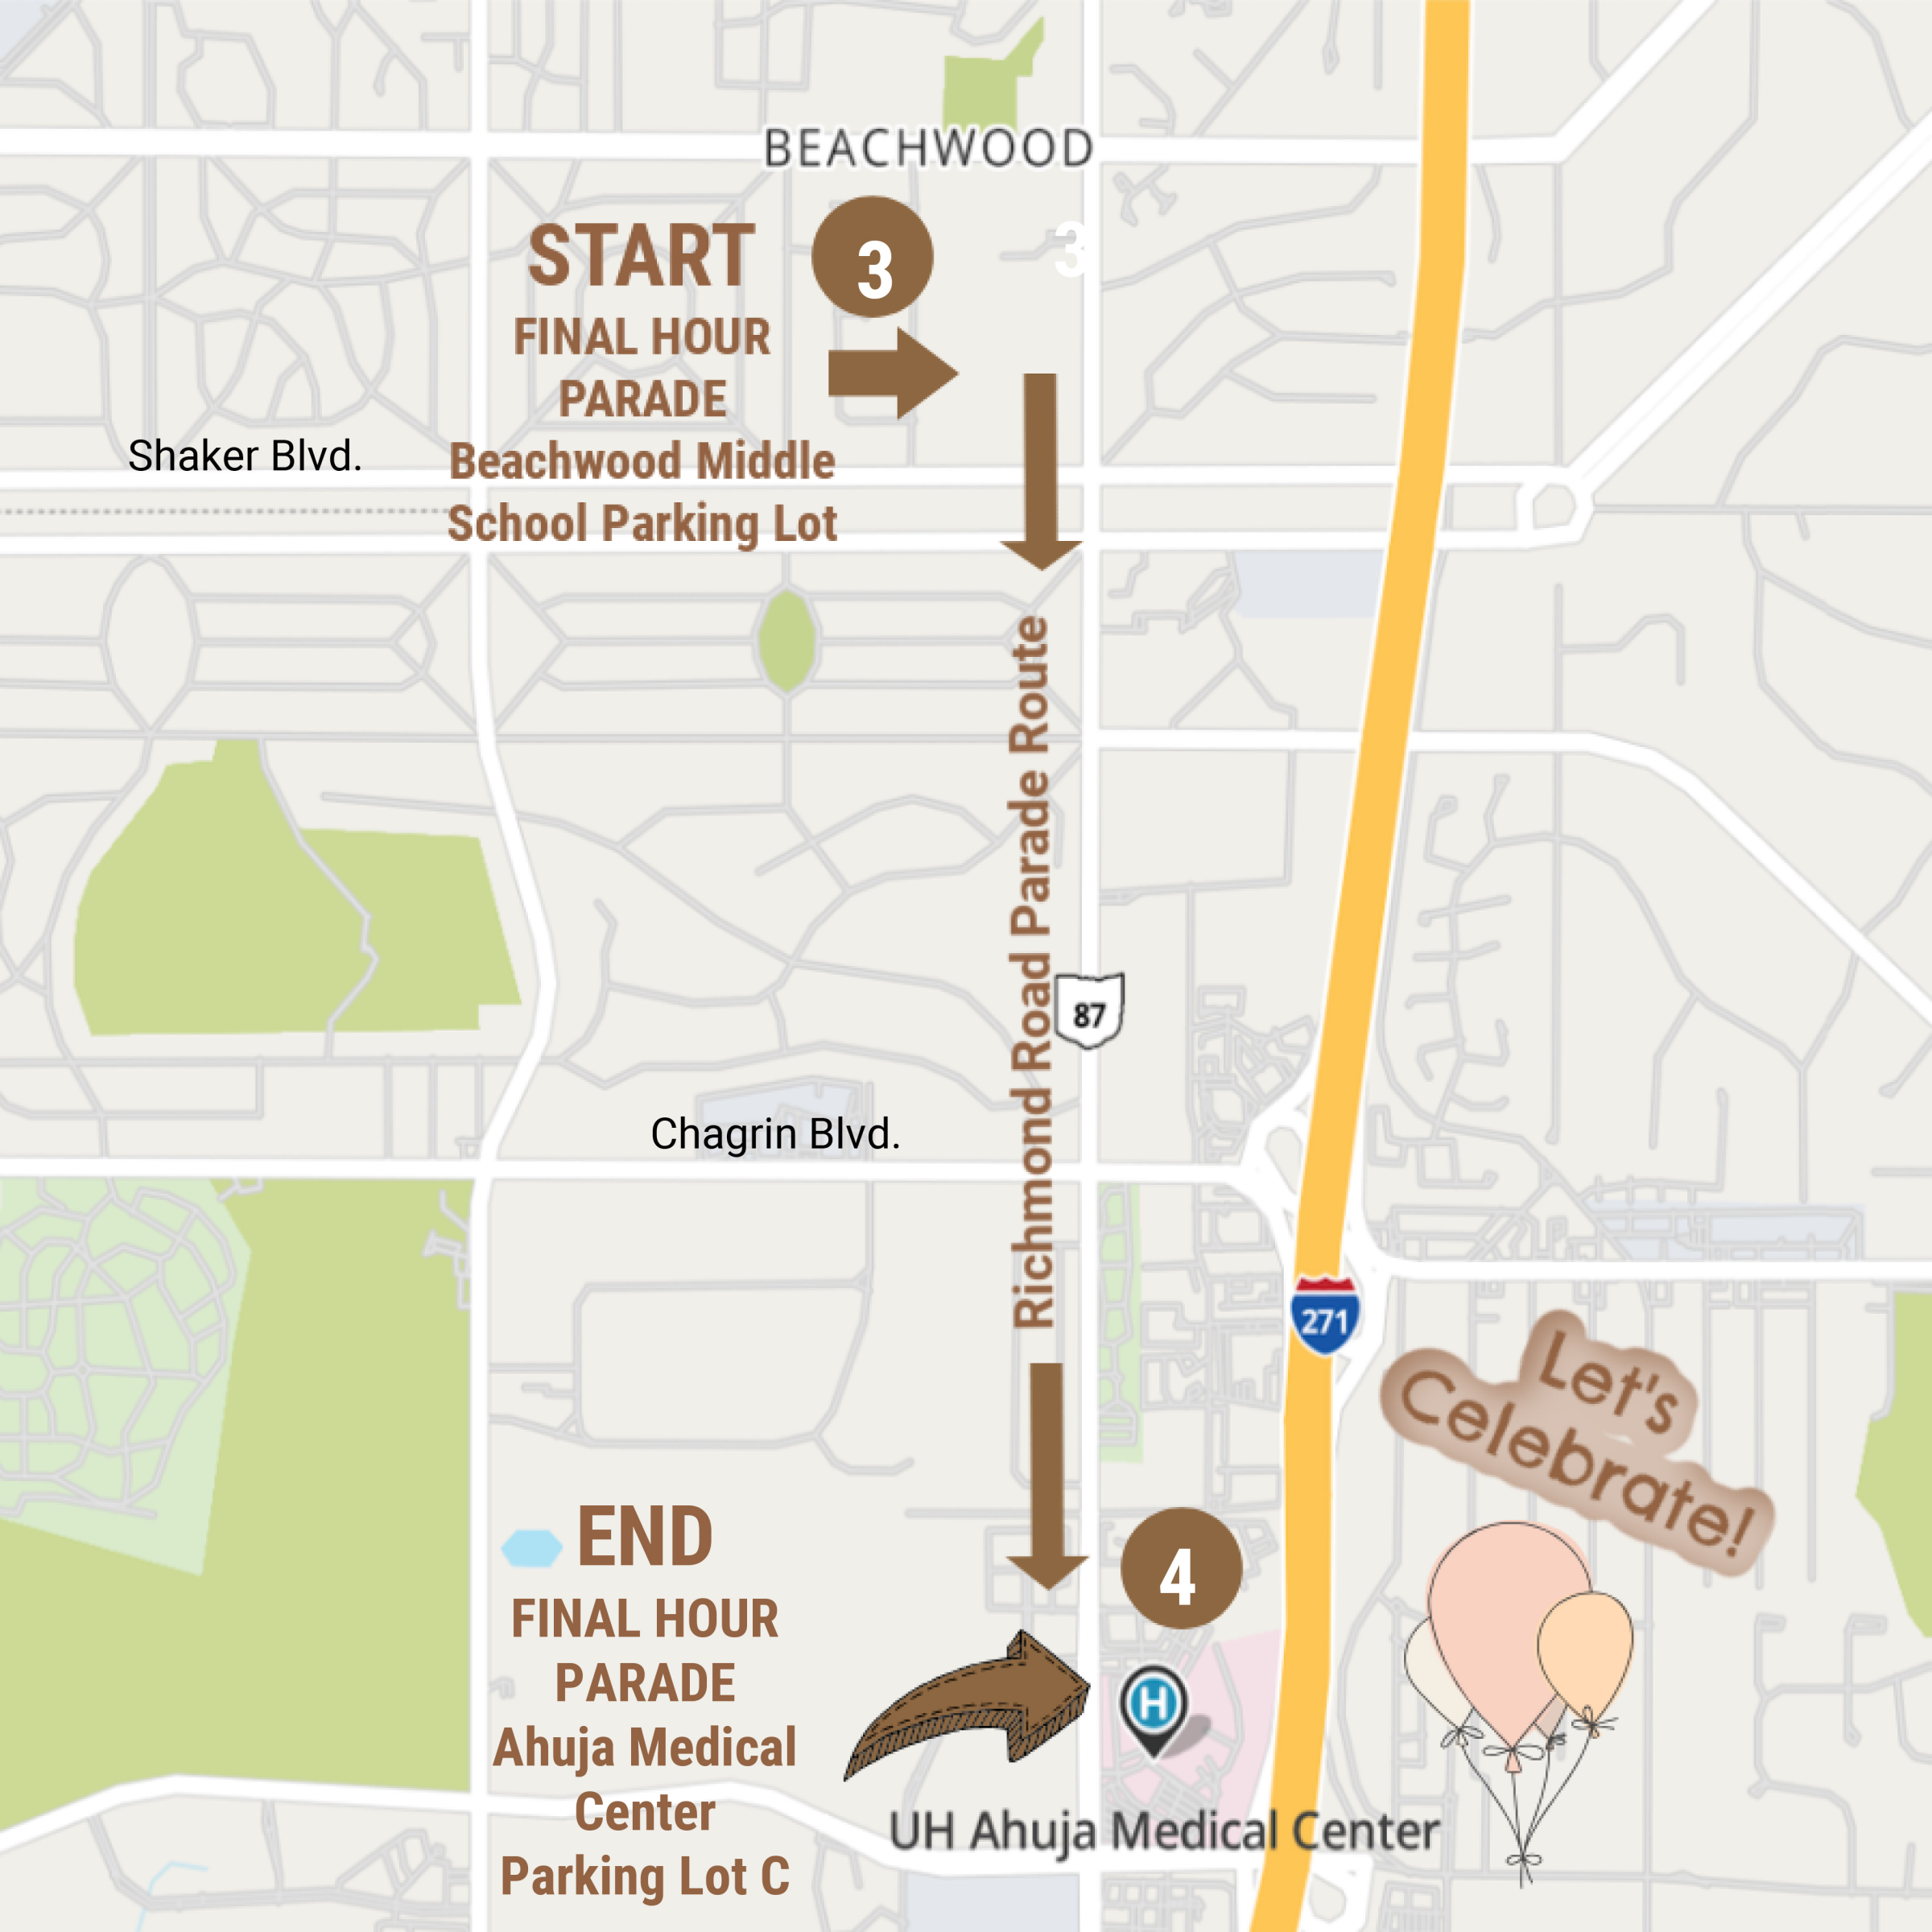 BEACHWOOD
START
3
3
FINAL HOUR
PARADE
Beachwood Middle
School Parking Lot
Shaker Blvd.
Richmond Road Parade Route
87
Chagrin Blvd.
271
Let's
Celebrate!
END
4
FINAL HOUR
PARADE
Ahuja Medical
Center
Parking Lot C
H
UH Ahuja Medical Center